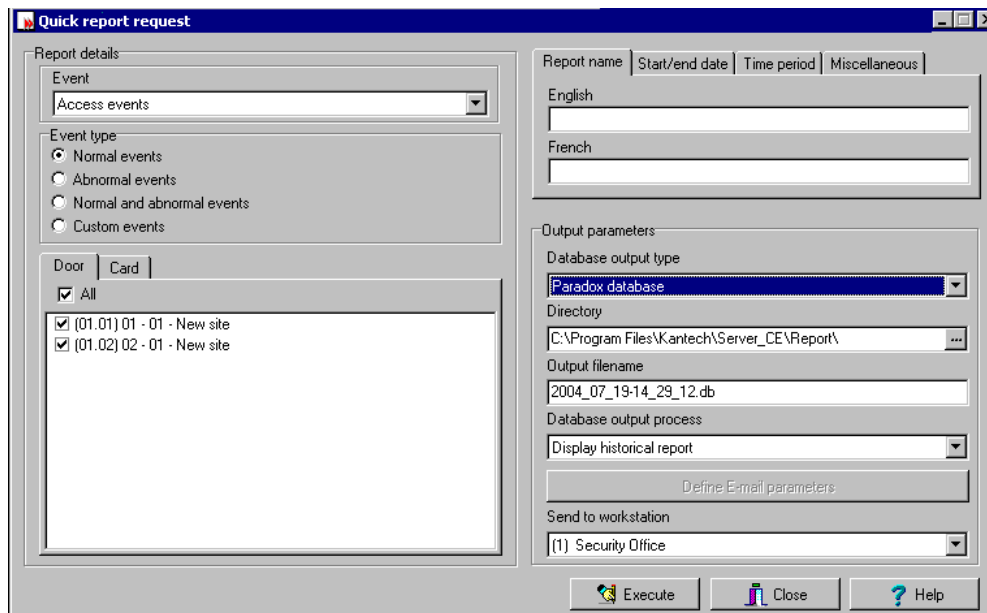 Quick report request
Report details
Event
Access events
Event type
Normal events
Abnormal events
Normal and abnormal events
Custom events
Door
Card
All
(01.01) 01 - 01 - New site
(01.02) 02 - 01 - New site
Report name
Start/end date
Time period
Miscellaneous
English
French
Output parameters
Database output type
Paradox database
Directory
C:\Program Files\Kantech\Server_CE\Report\
...
Output filename
2004_07_19-14_29_12.db
Database output process
Display historical report
Define E-mail parameters
Send to workstation
(1) Security Office
Execute
Close
? Help